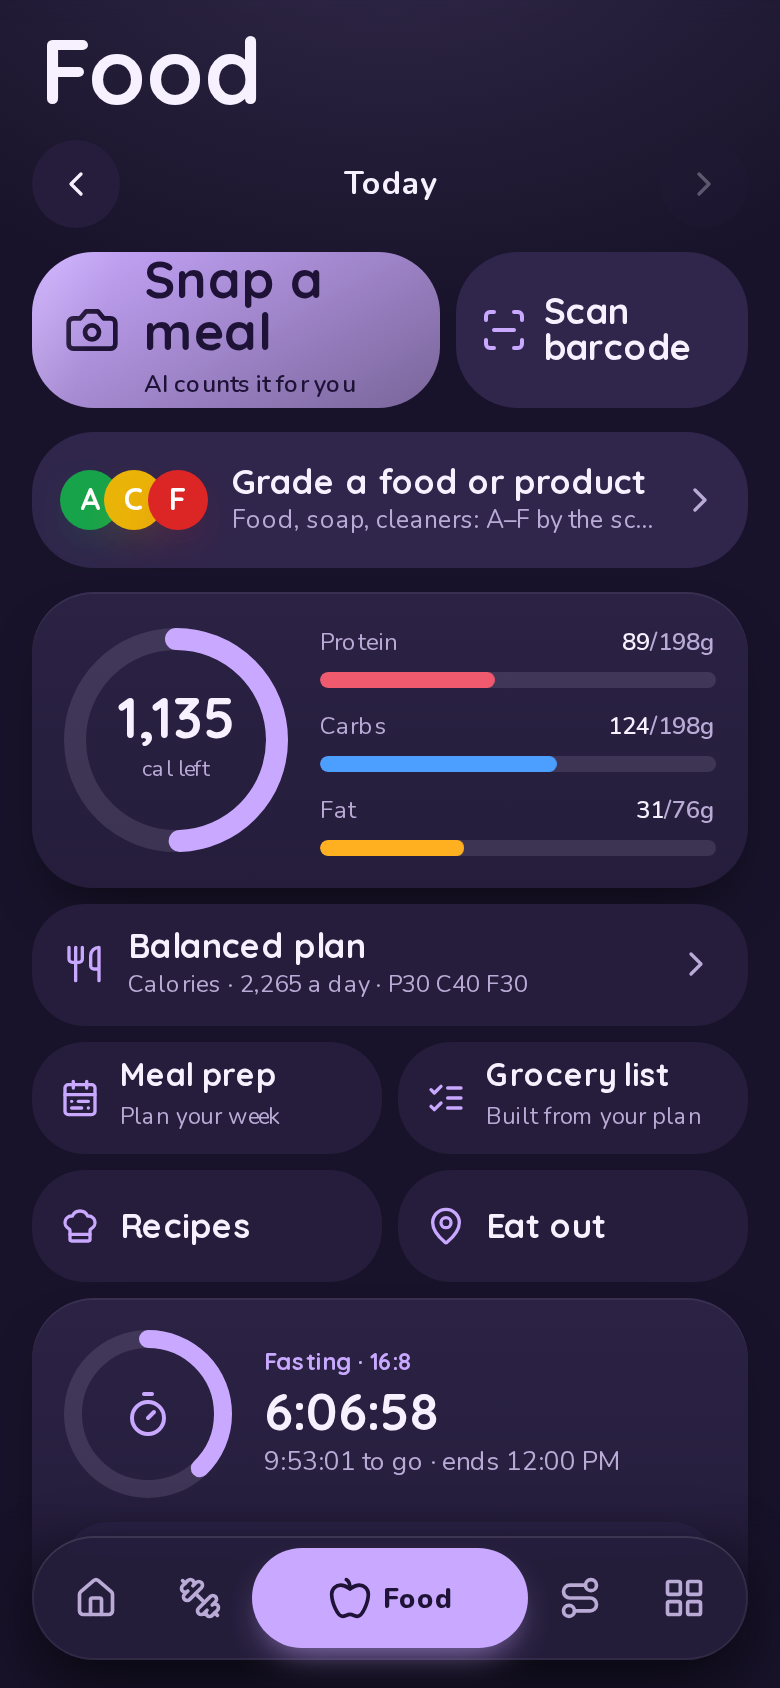 Food
Today
Snap a
meal
AI counts it for you
Scan
barcode
A C F
Grade a food or product
Food, soap, cleaners: A–F by the sc...
1,135
cal left
Protein 89/198g
Carbs 124/198g
Fat 31/76g
Balanced plan
Calories · 2,265 a day · P30 C40 F30
Meal prep
Plan your week
Grocery list
Built from your plan
Recipes
Eat out
Fasting · 16:8
6:06:58
9:53:01 to go · ends 12:00 PM
Food